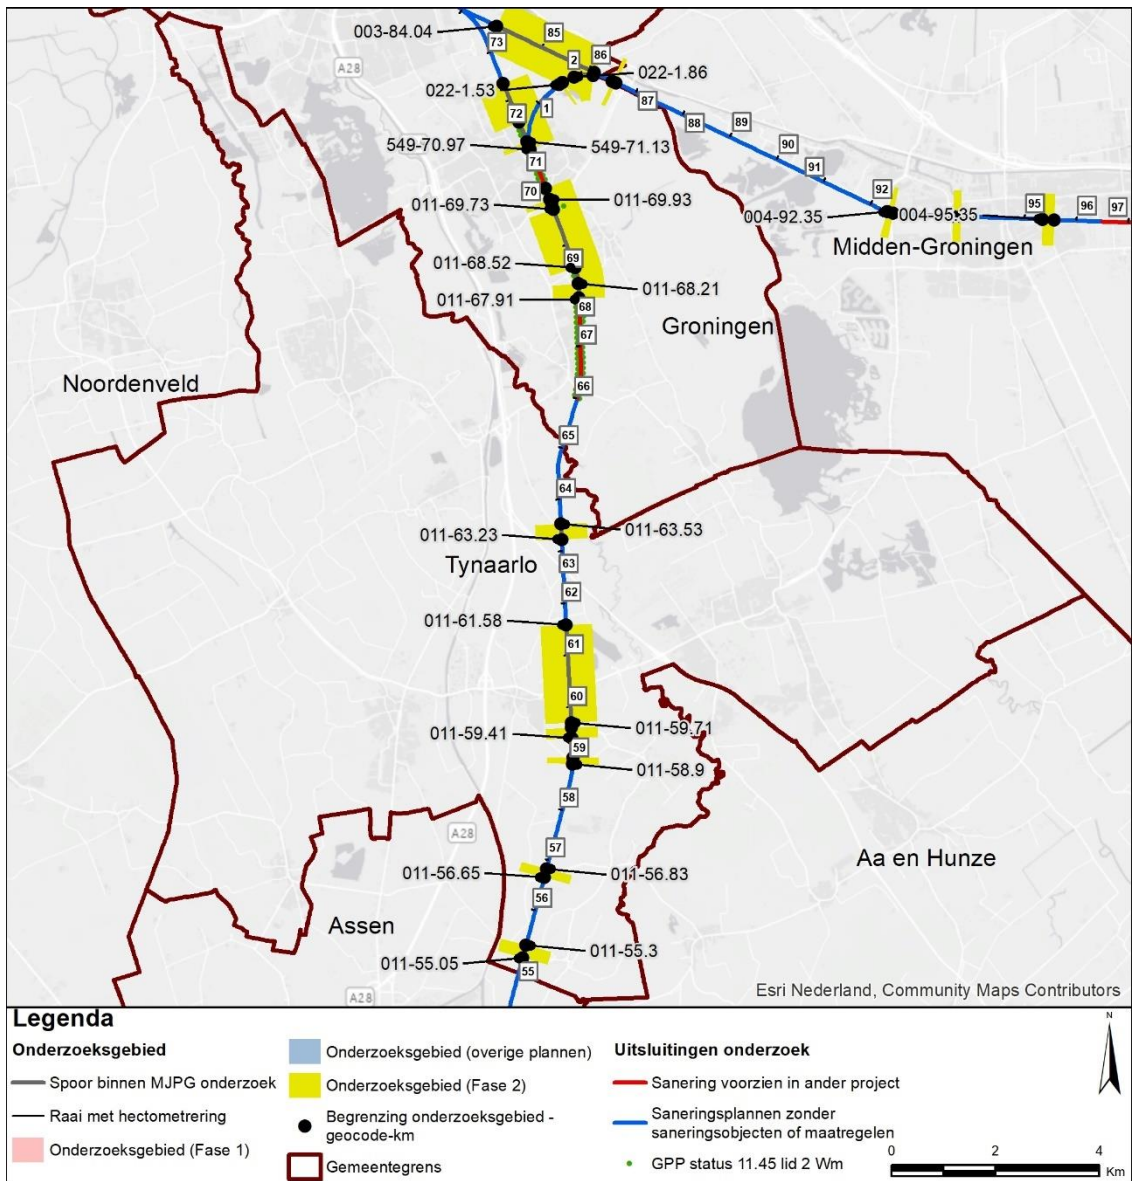 003-84.04
73
85
2
86
A28
022-1.53
022-1.86
1
87
72
88
89
549-70.97
549-71.13
90
71
91
70
92
011-69.73
011-69.93
004-92.35
004-95.35
95
96
97
Midden-Groningen
011-68.52
69
011-68.21
011-67.91
68
Groningen
67
Noordenveld
66
65
64
011-63.53
011-63.23
Tynaarlo
63
62
011-61.58
61
60
011-59.71
011-59.41
59
011-58.9
58
A28
57
Aa en Hunze
011-56.65
011-56.83
56
Assen
011-55.3
011-55.05
55
A28
Esri Nederland, Community Maps Contributors
Legenda
Onderzoeksgebied
Spoor binnen MJPG onderzoek
Raai met hectometrering
Onderzoeksgebied (Fase 1)
Onderzoeksgebied (overige plannen)
Onderzoeksgebied (Fase 2)
Begrenzing onderzoeksgebied -
geocode-km
Gemeentegrens
Uitsluitingen onderzoek
Sanering voorzien in ander project
Saneringsplannen zonder
saneringsobjecten of maatregelen
GPP status 11.45 lid 2 Wm
N
0 2 4
Km